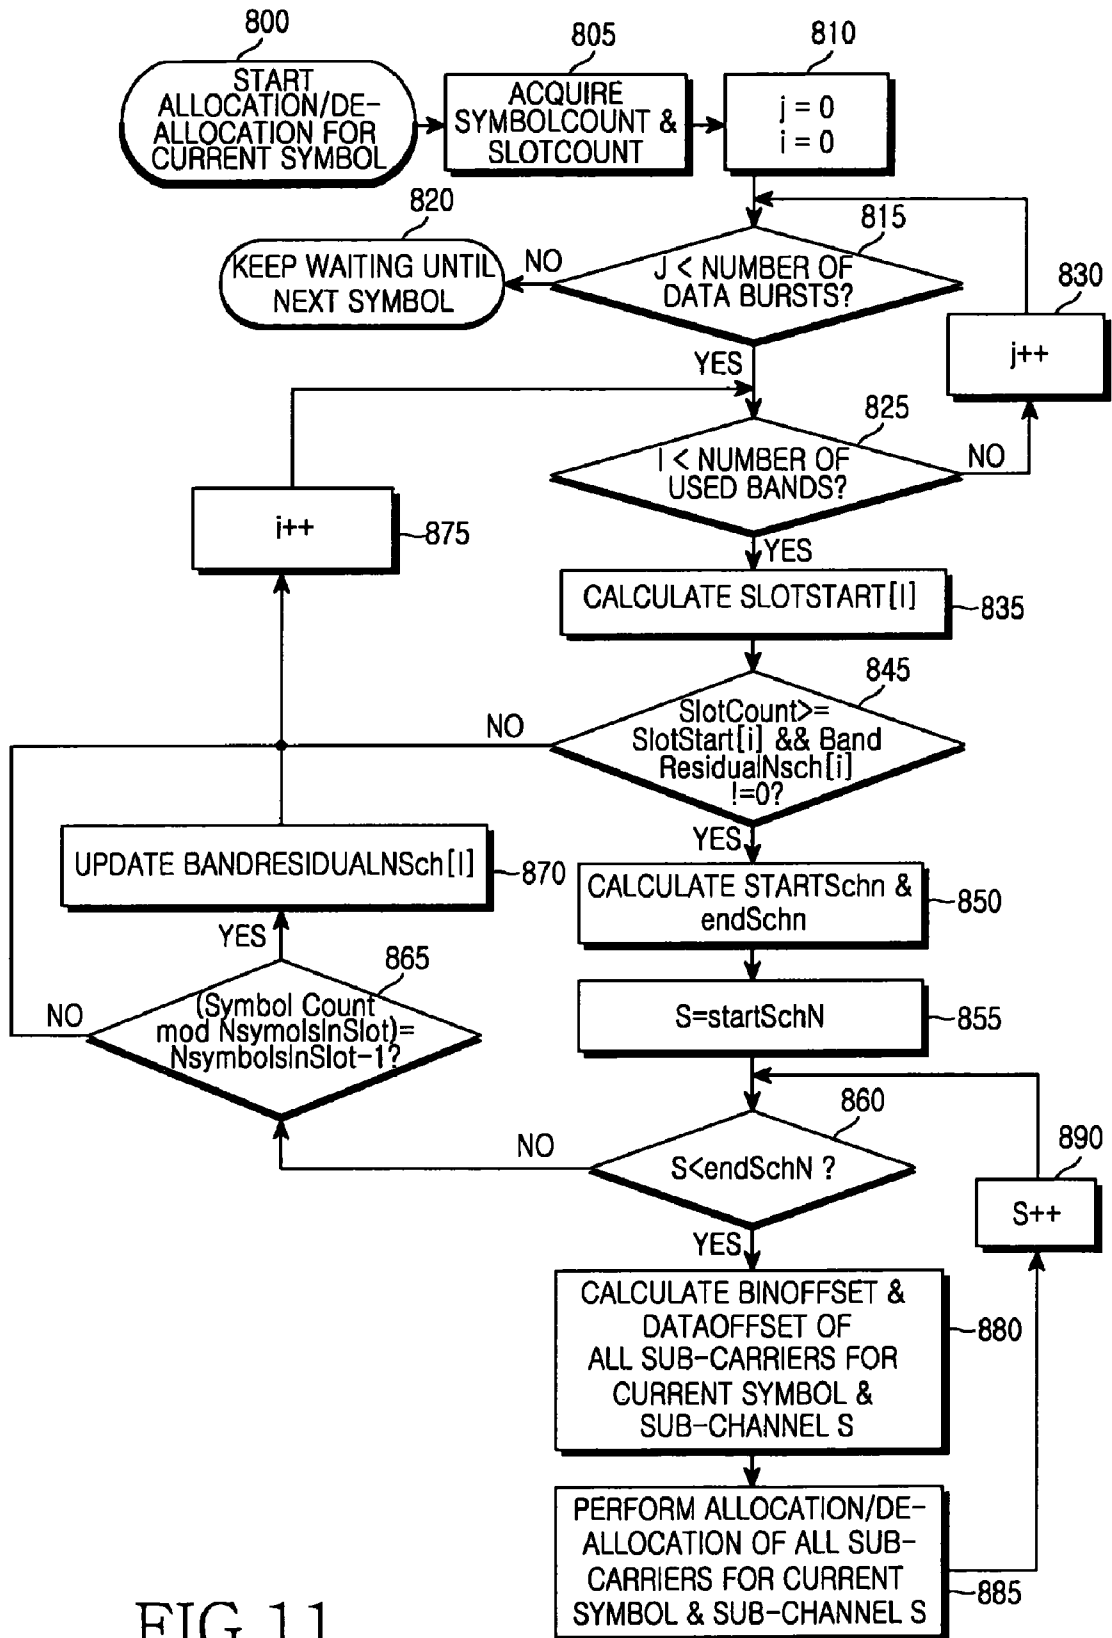 800
START
ALLOCATION/DE-
ALLOCATION FOR
CURRENT SYMBOL
805
ACQUIRE
SYMBOLCOUNT &
SLOTCOUNT
810
j = 0
i = 0
820
KEEP WAITING UNTIL
NEXT SYMBOL
NO
815
J < NUMBER OF
DATA BURSTS?
830
j++
YES
825
I < NUMBER OF
USED BANDS?
NO
i++
875
YES
CALCULATE SLOTSTART[I]
835
845
SlotCount>=
SlotStart[i] && Band
ResidualNsch[i]
!=0?
NO
YES
UPDATE BANDRESIDUALNSch[I]
870
CALCULATE STARTSchn &
endSchn
850
YES
865
(Symbol Count
mod NsymolsInSlot)=
NsymbolsInSlot-1?
NO
S=startSchN
855
860
S<endSchN ?
NO
890
S++
YES
CALCULATE BINOFFSET &
DATAOFFSET OF
ALL SUB-CARRIERS FOR
CURRENT SYMBOL &
SUB-CHANNEL S
880
PERFORM ALLOCATION/DE-
ALLOCATION OF ALL SUB-
CARRIERS FOR CURRENT
SYMBOL & SUB-CHANNEL S
885
FIG.11